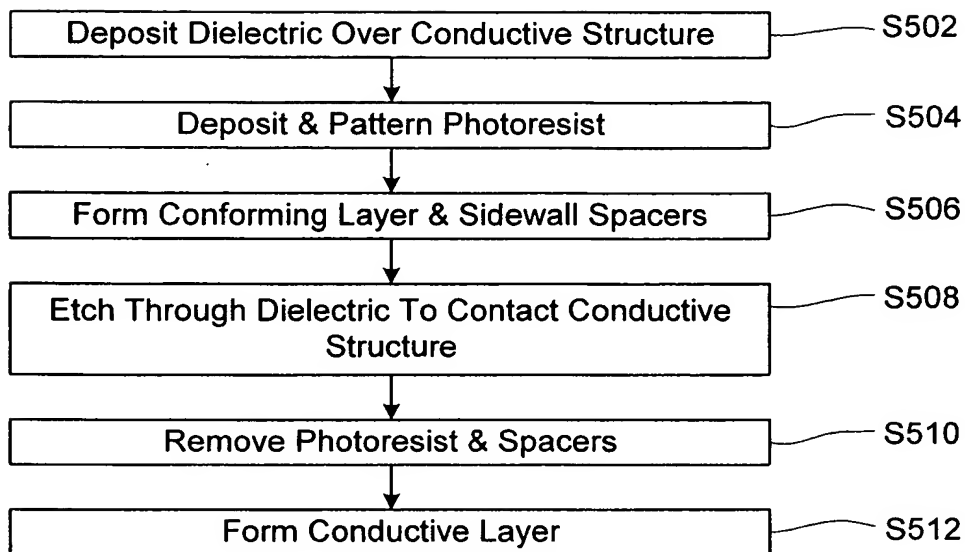 Deposit Dielectric Over Conductive Structure
S502
Deposit & Pattern Photoresist
S504
Form Conforming Layer & Sidewall Spacers
S506
Etch Through Dielectric To Contact Conductive
Structure
S508
Remove Photoresist & Spacers
S510
Form Conductive Layer
S512